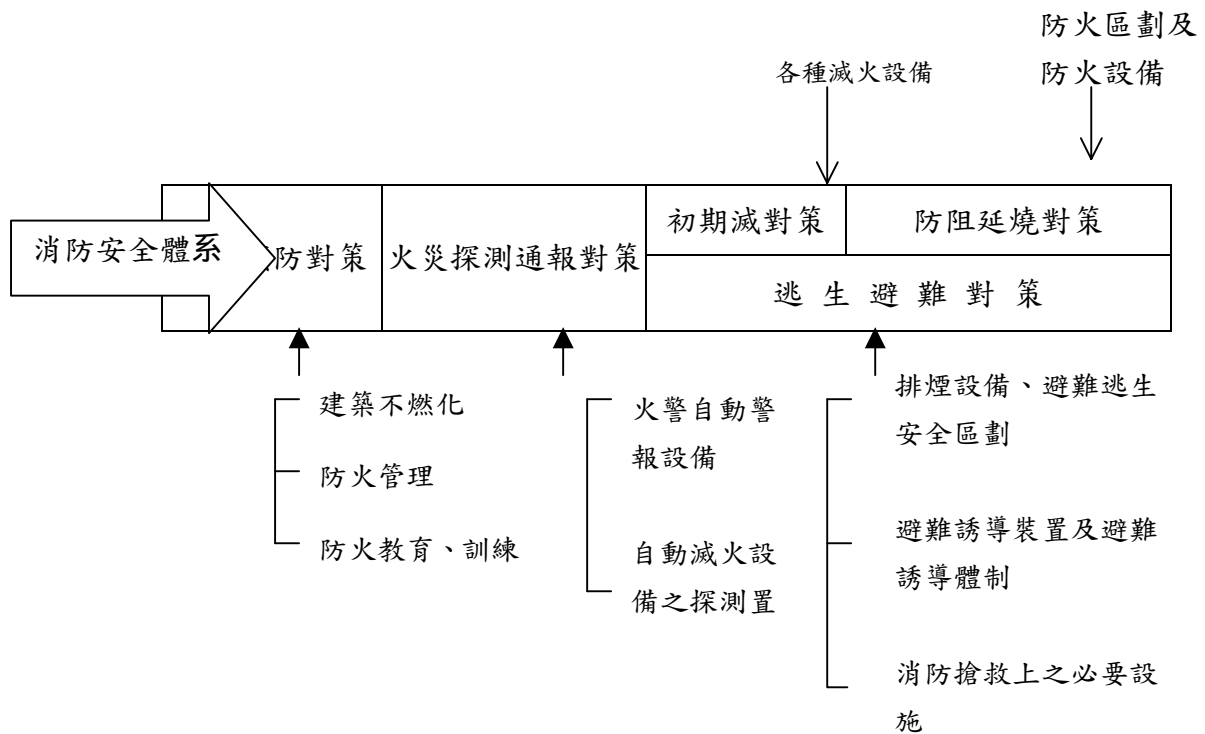 防火區劃及
防火設備
各種滅火設備
消防安全體系
防對策
火災探測通報對策
初期滅對策
防阻延燒對策
逃生避難對策
建築不燃化
防火管理
防火教育、訓練
火警自動警
報設備
自動滅火設
備之探測置
排煙設備、避難逃生
安全區劃
避難誘導裝置及避難
誘導體制
消防搶救上之必要設
施